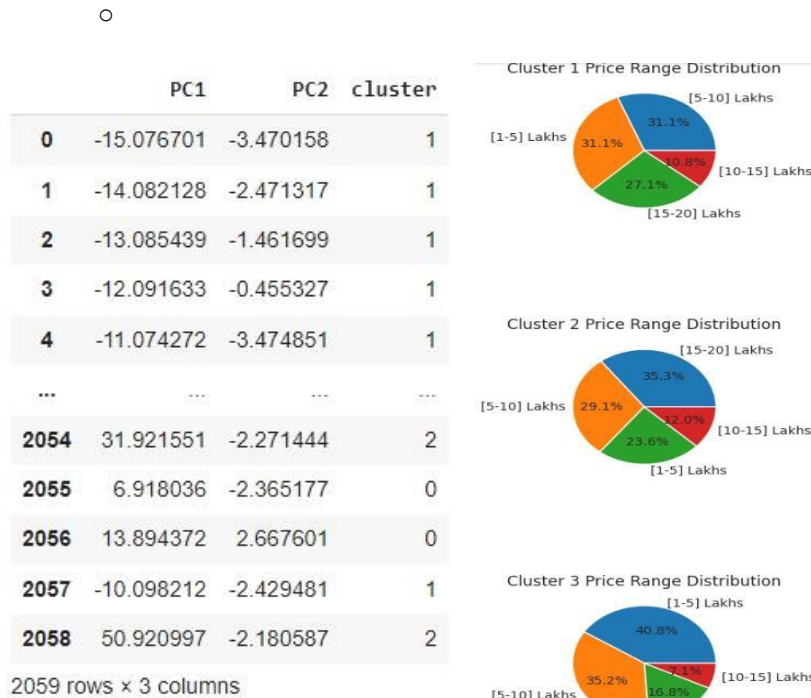 PC1 PC2 cluster
0 -15.076701 -3.470158 1
1 -14.082128 -2.471317 1
2 -13.085439 -1.461699 1
3 -12.091633 -0.455327 1
4 -11.074272 -3.474851 1
... ... ... ...
2054 31.921551 -2.271444 2
2055 6.918036 -2.365177 0
2056 13.894372 2.667601 0
2057 -10.098212 -2.429481 1
2058 50.920997 -2.180587 2
2059 rows × 3 columns
Cluster 1 Price Range Distribution
[5-10] Lakhs
31.1%
[1-5] Lakhs
31.1%
10.8%
[10-15] Lakhs
27.1%
[15-20] Lakhs
Cluster 2 Price Range Distribution
[15-20] Lakhs
35.3%
[5-10] Lakhs
29.1%
12.0%
[10-15] Lakhs
23.6%
[1-5] Lakhs
Cluster 3 Price Range Distribution
[1-5] Lakhs
40.8%
7.1%
[10-15] Lakhs
35.2%
16.8%
[5-10] Lakhs